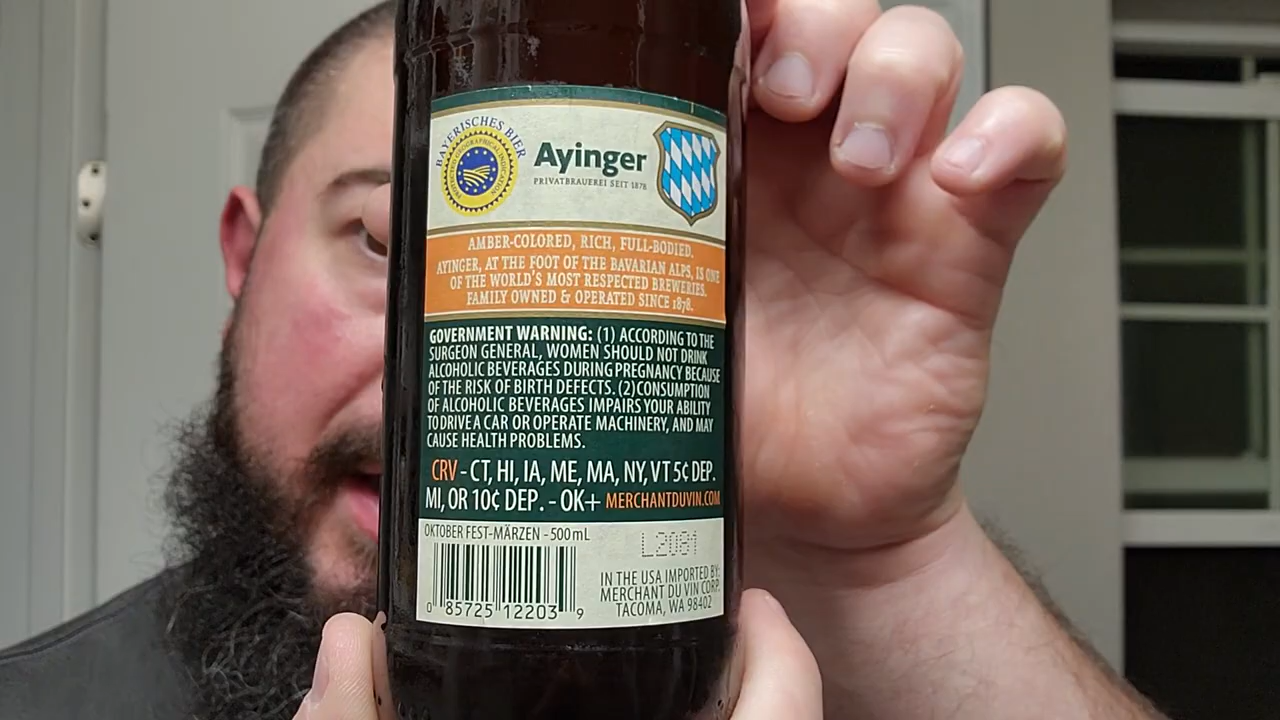 BAYERISCHES BIER
Ayinger
PRIVATBRAUEREI SEIT 1878
AMBER-COLORED, RICH, FULL-BODIED.
AYINGER, AT THE FOOT OF THE BAVARIAN ALPS, IS ONE
OF THE WORLD'S MOST RESPECTED BREWERIES.
FAMILY OWNED & OPERATED SINCE 1878.
GOVERNMENT WARNING: (1) ACCORDING TO THE
SURGEON GENERAL, WOMEN SHOULD NOT DRINK
ALCOHOLIC BEVERAGES DURING PREGNANCY BECAUSE
OF THE RISK OF BIRTH DEFECTS. (2)CONSUMPTION
OF ALCOHOLIC BEVERAGES IMPAIRS YOUR ABILITY
TO DRIVE A CAR OR OPERATE MACHINERY, AND MAY
CAUSE HEALTH PROBLEMS.
CRV - CT, HI, IA, ME, MA, NY, VT 5¢ DEP.
MI, OR 10¢ DEP. - OK+ MERCHANTDUVIN.COM
OKTOBER FEST-MÄRZEN - 500mL
L2081
IN THE USA IMPORTED BY:
MERCHANT DU VIN CORP.
TACOMA, WA 98402
0 85725 12203 9